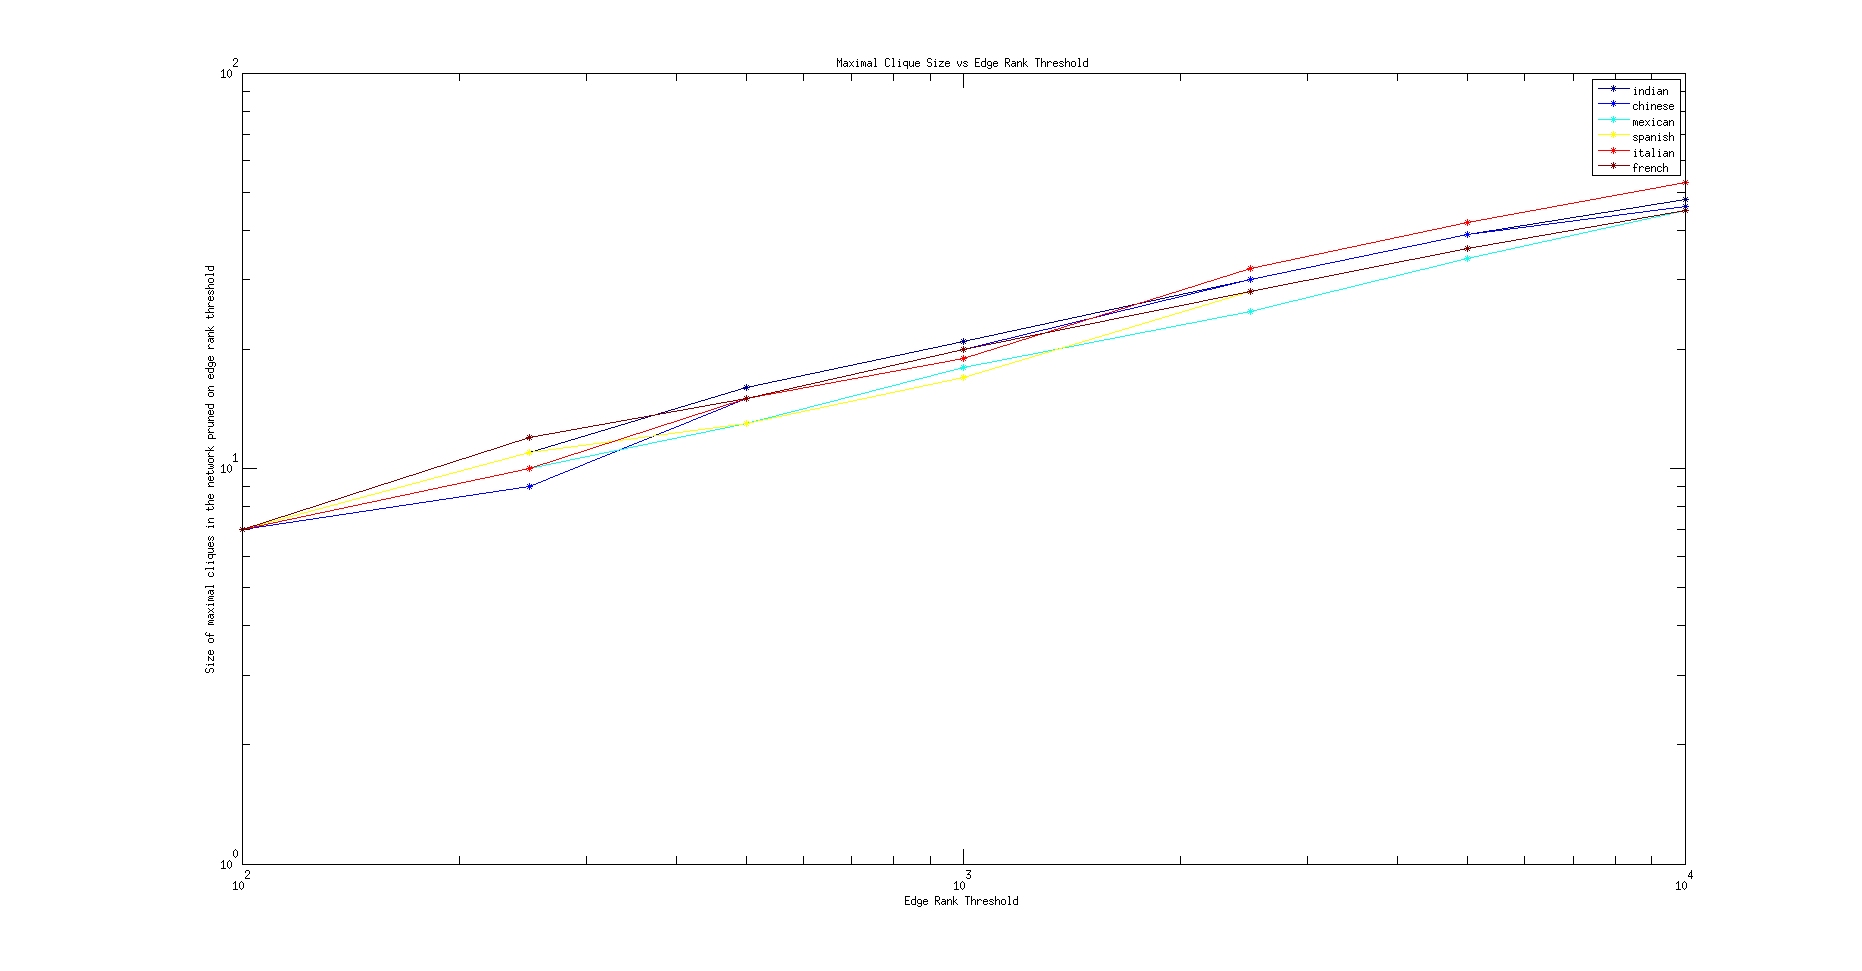 Maximal Clique Size vs Edge Rank Threshold
10^2
indian
chinese
mexican
spanish
italian
french
Size of maximal cliques in the network pruned on edge rank threshold
10^1
10^0
10^2
10^3
10^4
Edge Rank Threshold